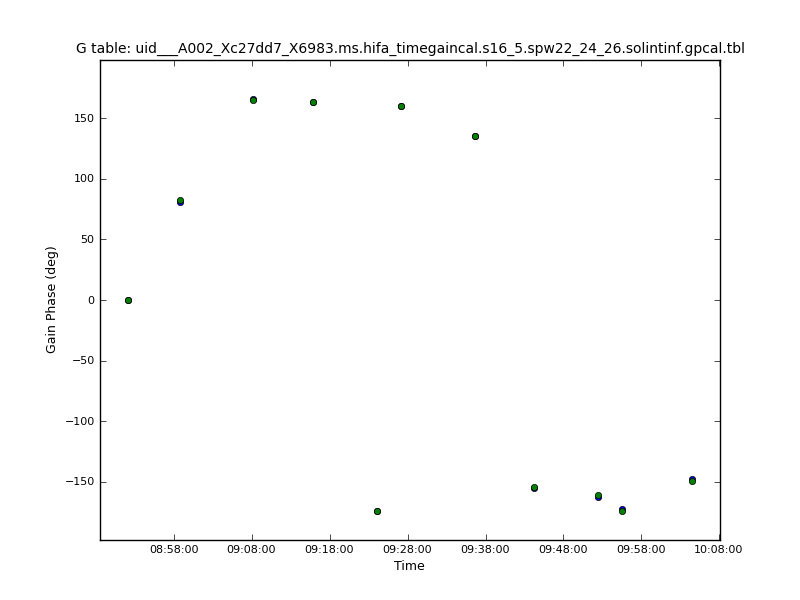 G table: uid___A002_Xc27dd7_X6983.ms.hifa_timegaincal.s16_5.spw22_24_26.solintinf.gpcal.tbl
150
100
50
0
−50
−100
−150
Gain Phase (deg)
08:58:00 09:08:00 09:18:00 09:28:00 09:38:00 09:48:00 09:58:00 10:08:00
Time